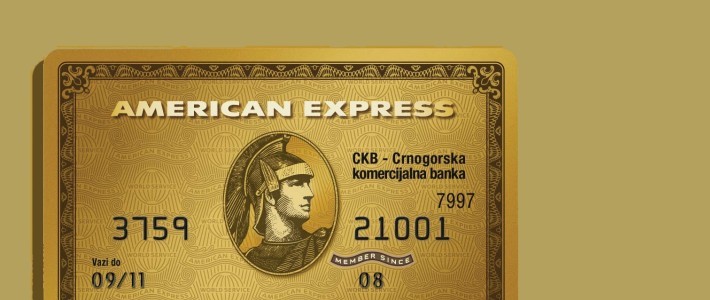 AMERICAN EXPRESS
CKB - Crnogorska
komercijalna banka
7997
3759 21001
MEMBER SINCE
Vazi do
09/11 08